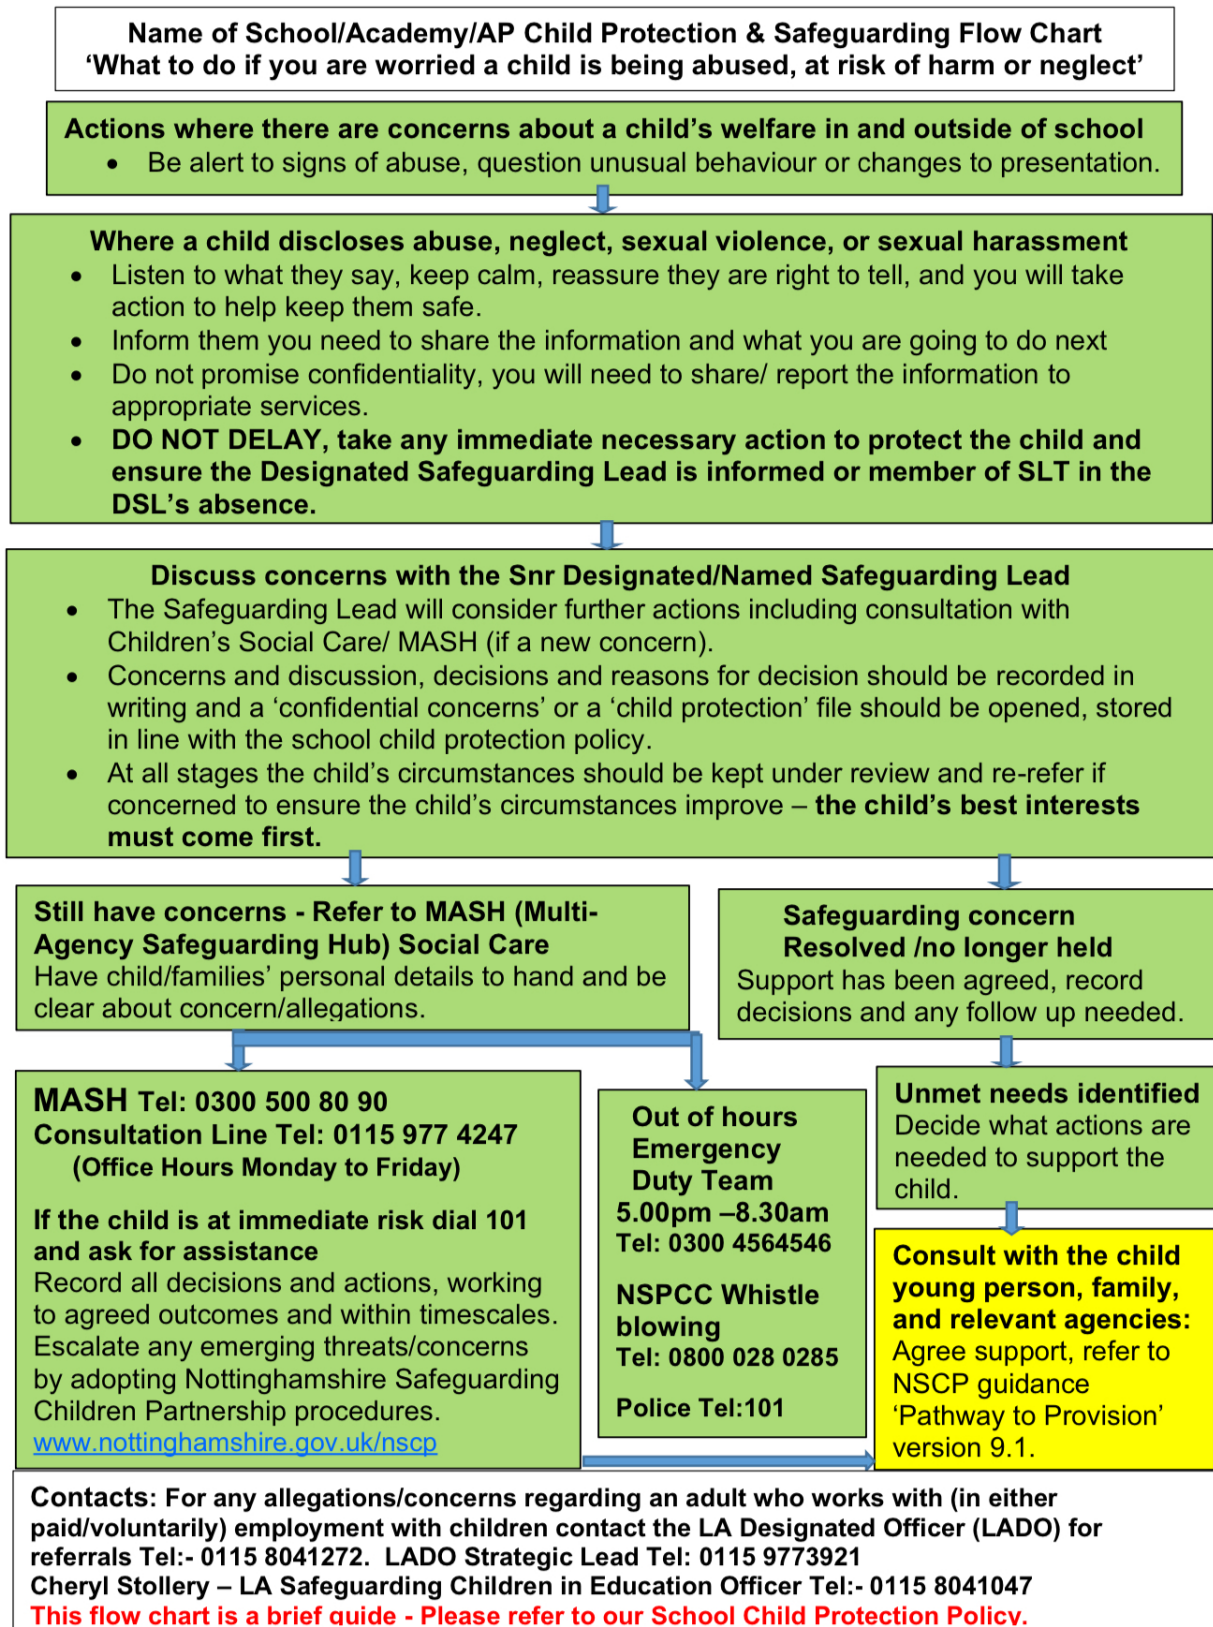 Name of School/Academy/AP Child Protection & Safeguarding Flow Chart
‘What to do if you are worried a child is being abused, at risk of harm or neglect’
Actions where there are concerns about a child’s welfare in and outside of school
• Be alert to signs of abuse, question unusual behaviour or changes to presentation.
Where a child discloses abuse, neglect, sexual violence, or sexual harassment
• Listen to what they say, keep calm, reassure they are right to tell, and you will take
action to help keep them safe.
• Inform them you need to share the information and what you are going to do next
• Do not promise confidentiality, you will need to share/ report the information to
appropriate services.
• DO NOT DELAY, take any immediate necessary action to protect the child and
ensure the Designated Safeguarding Lead is informed or member of SLT in the
DSL’s absence.
Discuss concerns with the Snr Designated/Named Safeguarding Lead
• The Safeguarding Lead will consider further actions including consultation with
Children’s Social Care/ MASH (if a new concern).
• Concerns and discussion, decisions and reasons for decision should be recorded in
writing and a ‘confidential concerns’ or a ‘child protection’ file should be opened, stored
in line with the school child protection policy.
• At all stages the child’s circumstances should be kept under review and re-refer if
concerned to ensure the child’s circumstances improve – the child’s best interests
must come first.
Still have concerns - Refer to MASH (Multi-
Agency Safeguarding Hub) Social Care
Have child/families’ personal details to hand and be
clear about concern/allegations.
Safeguarding concern
Resolved /no longer held
Support has been agreed, record
decisions and any follow up needed.
MASH Tel: 0300 500 80 90
Consultation Line Tel: 0115 977 4247
(Office Hours Monday to Friday)
If the child is at immediate risk dial 101
and ask for assistance
Record all decisions and actions, working
to agreed outcomes and within timescales.
Escalate any emerging threats/concerns
by adopting Nottinghamshire Safeguarding
Children Partnership procedures.
www.nottinghamshire.gov.uk/nscp
Out of hours
Emergency
Duty Team
5.00pm –8.30am
Tel: 0300 4564546
NSPCC Whistle
blowing
Tel: 0800 028 0285
Police Tel:101
Unmet needs identified
Decide what actions are
needed to support the
child.
Consult with the child
young person, family,
and relevant agencies:
Agree support, refer to
NSCP guidance
‘Pathway to Provision’
version 9.1.
Contacts: For any allegations/concerns regarding an adult who works with (in either
paid/voluntarily) employment with children contact the LA Designated Officer (LADO) for
referrals Tel:- 0115 8041272. LADO Strategic Lead Tel: 0115 9773921
Cheryl Stollery – LA Safeguarding Children in Education Officer Tel:- 0115 8041047
This flow chart is a brief guide - Please refer to our School Child Protection Policy.